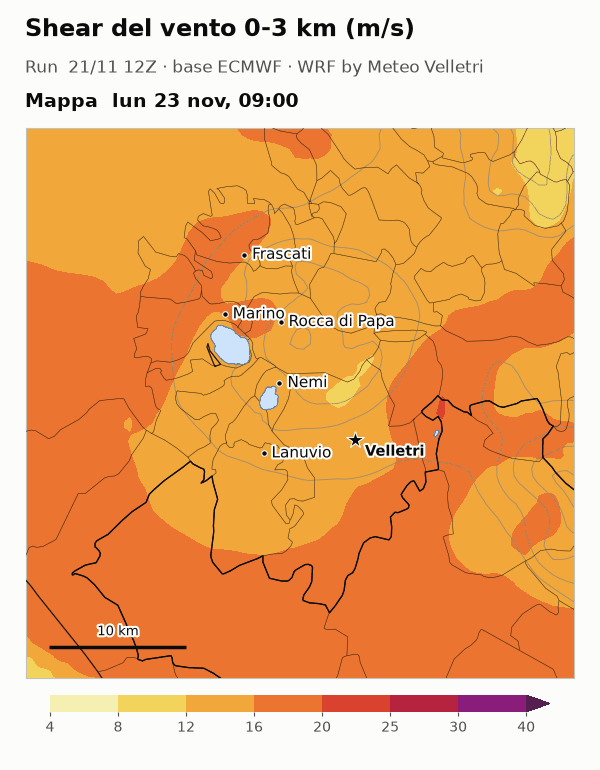 Shear del vento 0-3 km (m/s)
Run  21/11 12Z · base ECMWF · WRF by Meteo Velletri
Mappa  lun 23 nov, 09:00
Frascati
Marino
Rocca di Papa
Nemi
Velletri
Lanuvio
10 km
4 8 12 16 20 25 30 40